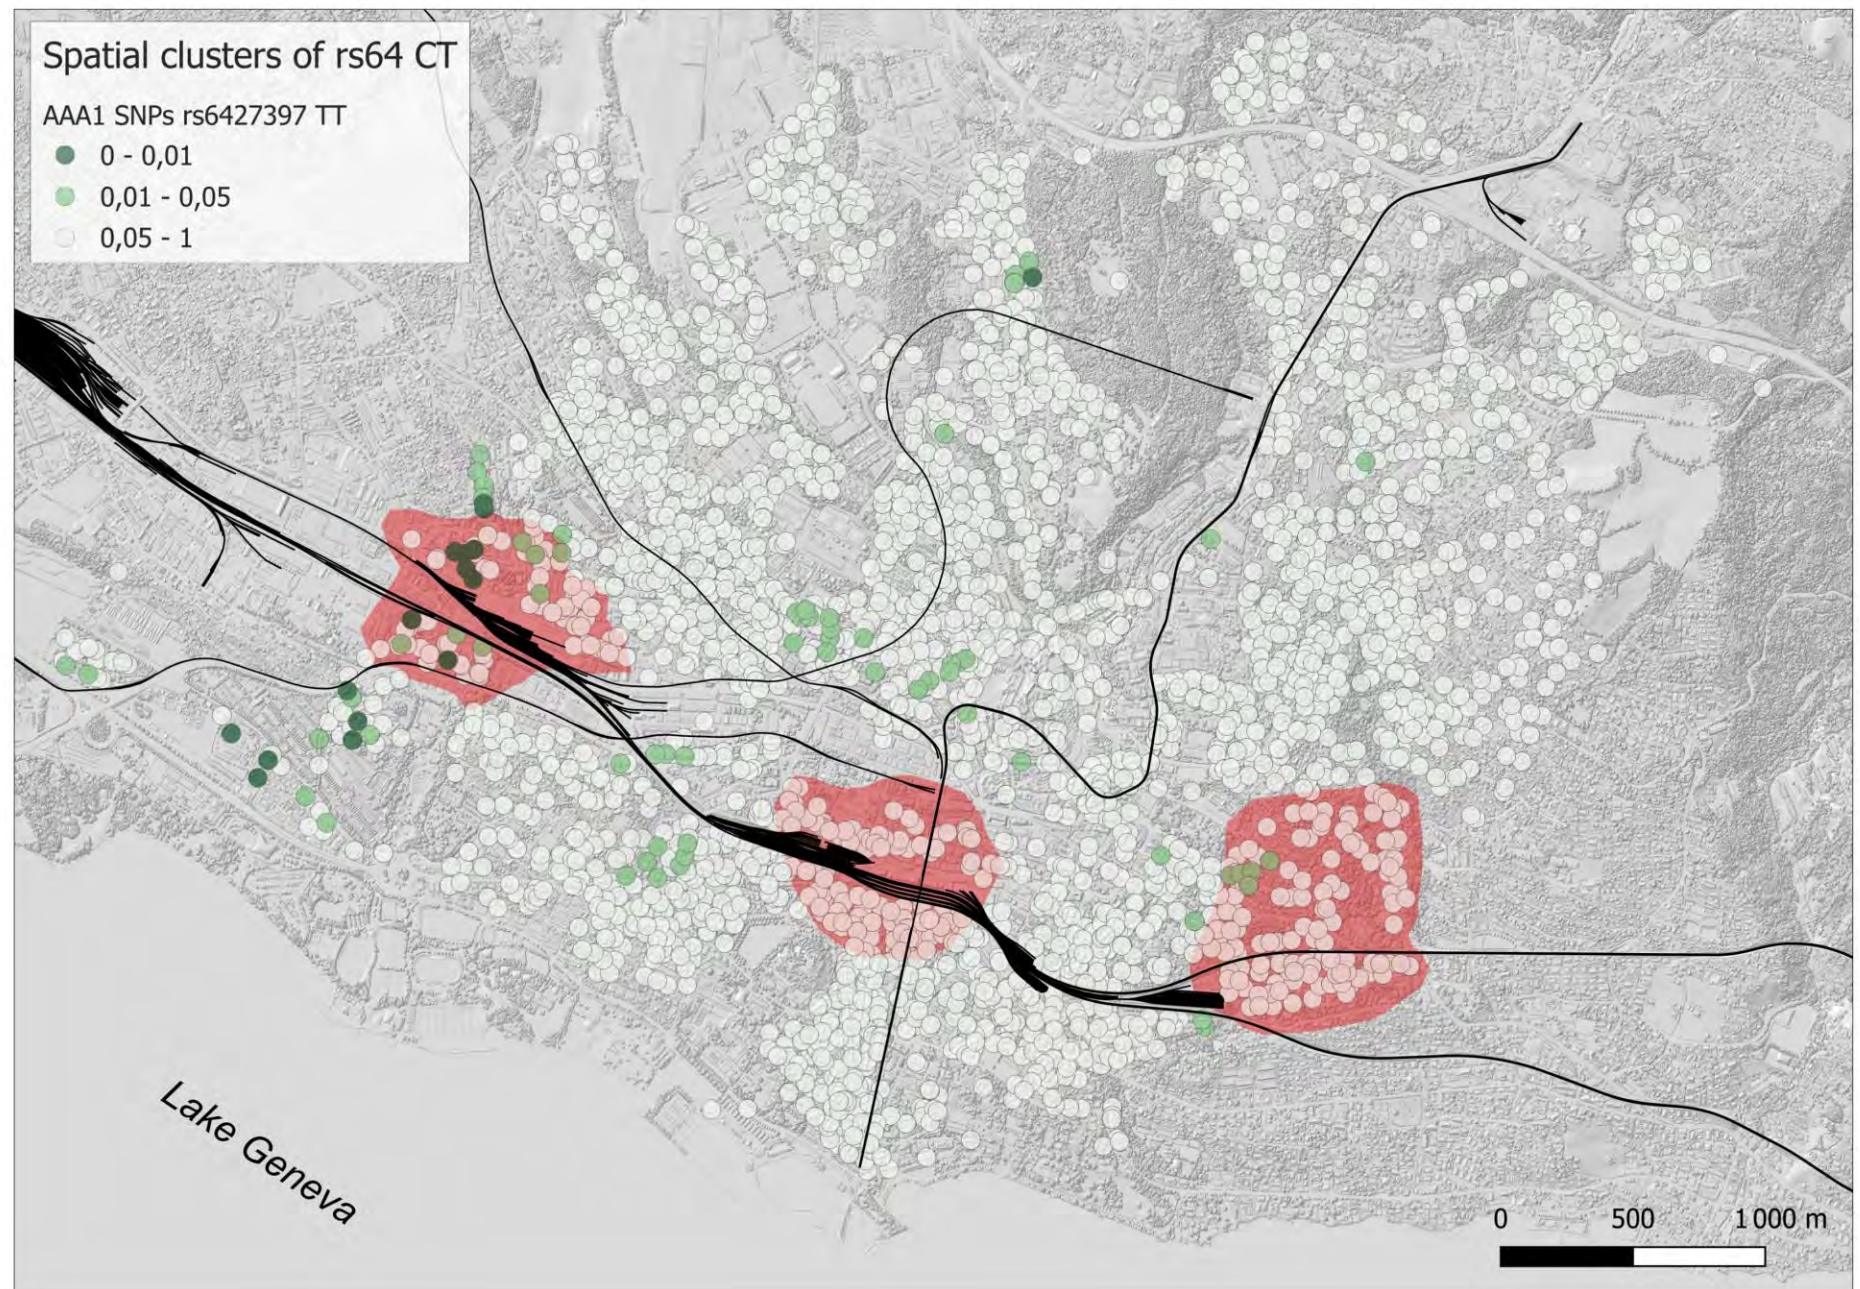 Spatial clusters of rs64 CT
AAA1 SNPs rs6427397 TT
0 - 0,01
0,01 - 0,05
0,05 - 1
Lake Geneva
0 500 1 000 m